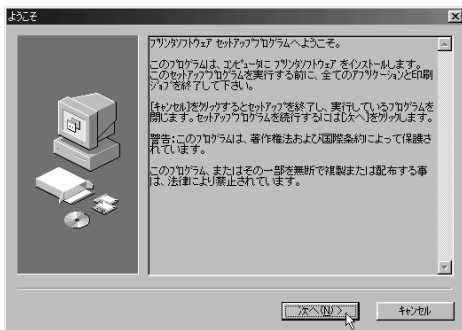 ようこそ
プリンタソフトウェア セットアッププログラムへようこそ。
このプログラムは、コンピュータに プリンタソフトウェア をインストールします。
このセットアッププログラムを実行する前に、全てのアプリケーションと印刷
ジョブを終了して下さい。
[キャンセル]をクリックするとセットアップを終了し、実行しているプログラムを
閉じます。セットアッププログラムを続行するには[次へ]をクリックします。
警告：このプログラムは、著作権法および国際条約によって保護さ
れています。
このプログラム、またはその一部を無断で複製または配布する事
は、法律により禁止されています。
次へ(N) >
キャンセル